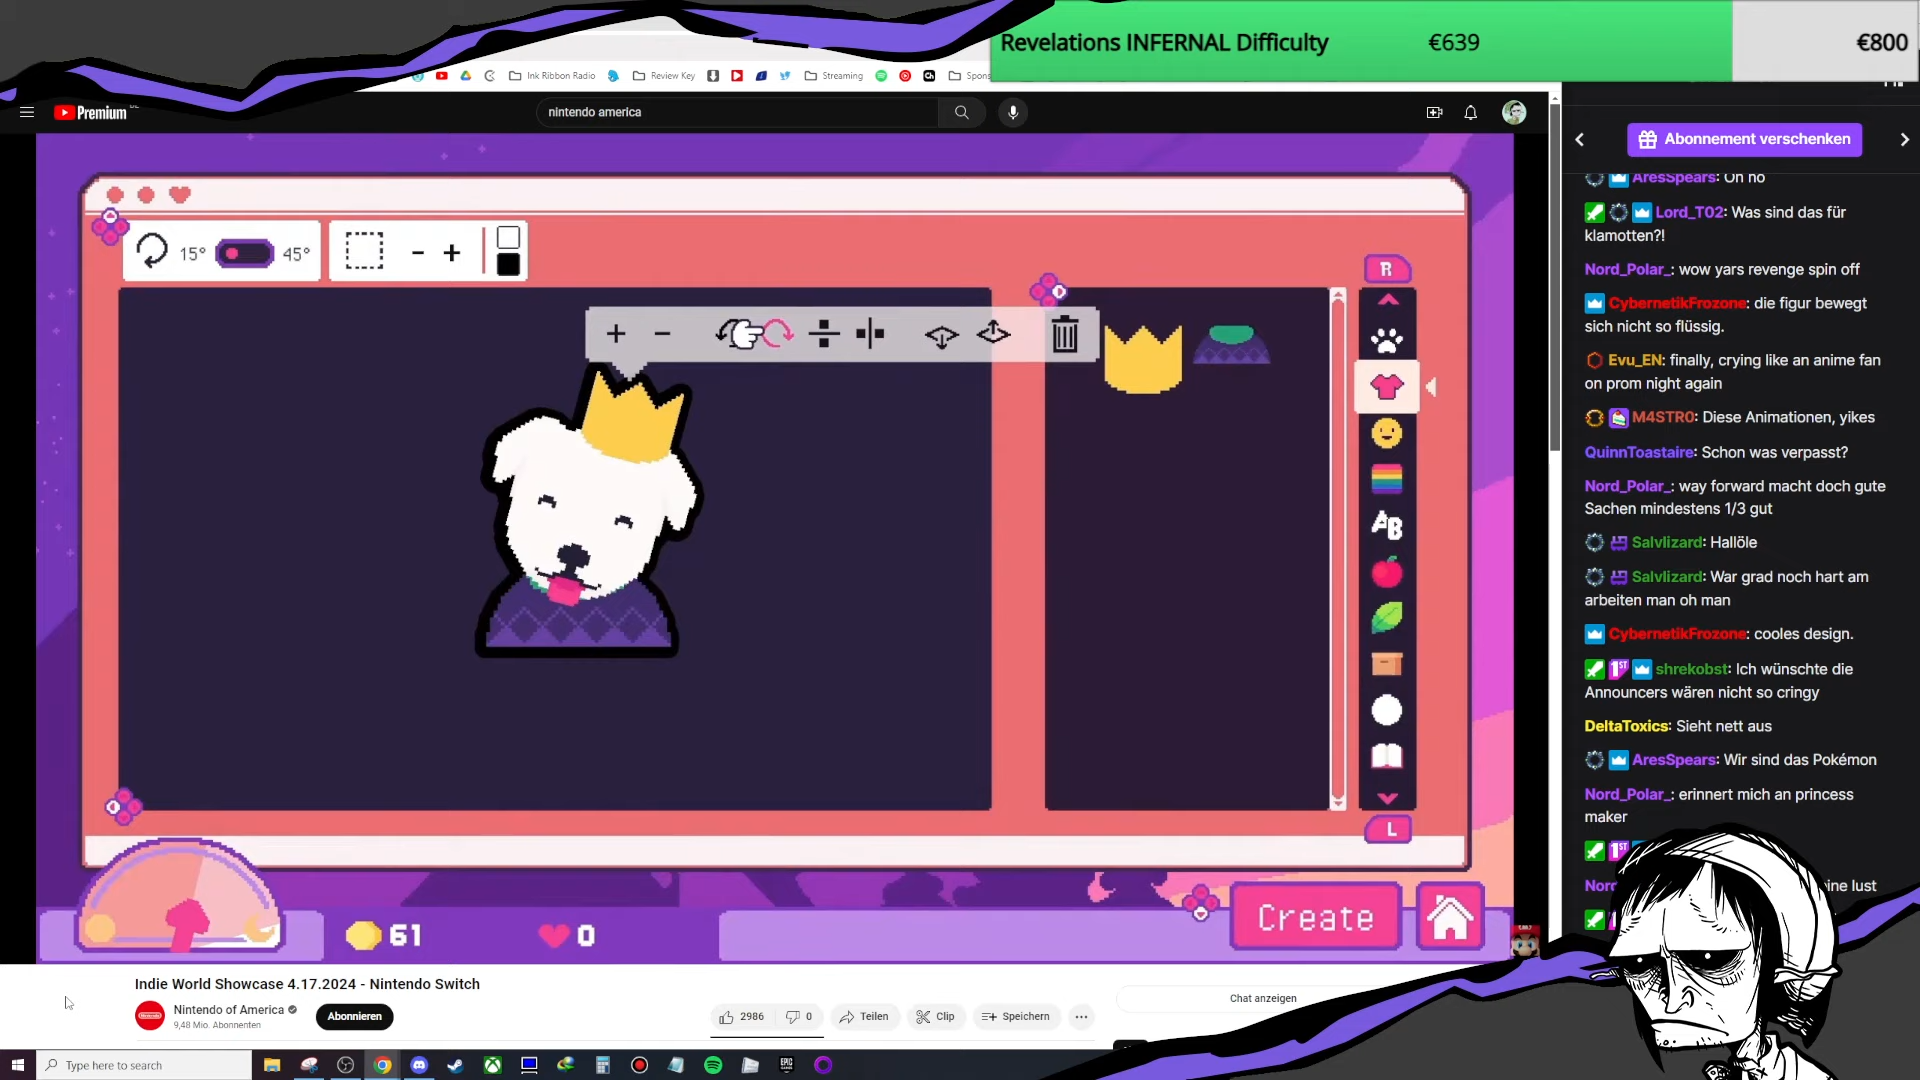 Revelations INFERNAL Difficulty €639 €800
Ink Ribbon Radio Review Key Streaming Spons
Premium DE nintendo america
Abonnement verschenken
15° 45° - +
R
+ -
AB
L
61 0 Create
AresSpears: Oh no
Lord_T02: Was sind das für
klamotten?!
Nord_Polar_: wow yars revenge spin off
CybernetikFrozone: die figur bewegt
sich nicht so flüssig.
Evu_EN: finally, crying like an anime fan
on prom night again
M4STR0: Diese Animationen, yikes
QuinnToastaire: Schon was verpasst?
Nord_Polar_: way forward macht doch gute
Sachen mindestens 1/3 gut
Salvlizard: Hallöle
Salvlizard: War grad noch hart am
arbeiten man oh man
CybernetikFrozone: cooles design.
shrekobst: Ich wünschte die
Announcers wären nicht so cringy
DeltaToxics: Sieht nett aus
AresSpears: Wir sind das Pokémon
Nord_Polar_: erinnert mich an princess
maker
Indie World Showcase 4.17.2024 - Nintendo Switch
Nintendo of America
9,48 Mio. Abonnenten
Abonnieren
2986 0 Teilen Clip Speichern
Chat anzeigen
Type here to search